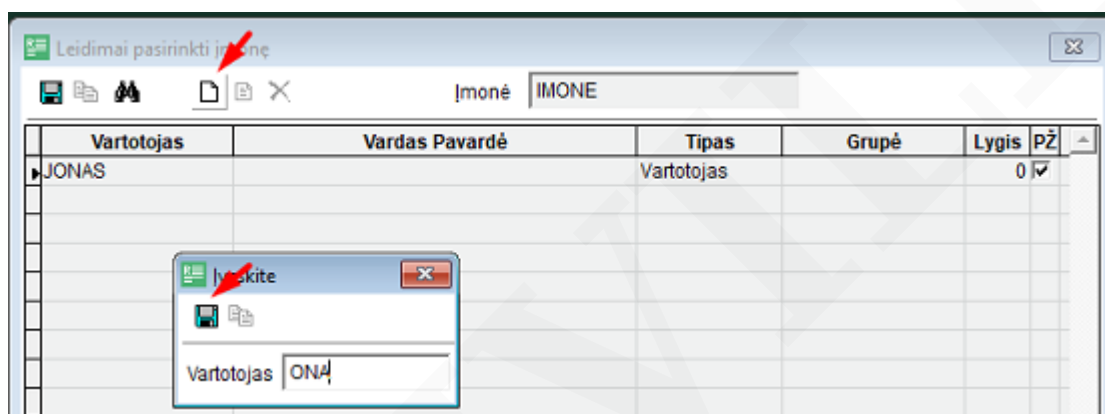 Leidimai pasirinkti įmonę
Įmonė IMONE
Vartotojas Vardas Pavardė Tipas Grupė Lygis PŽ
JONAS Vartotojas 0
Įveskite
Vartotojas ONA